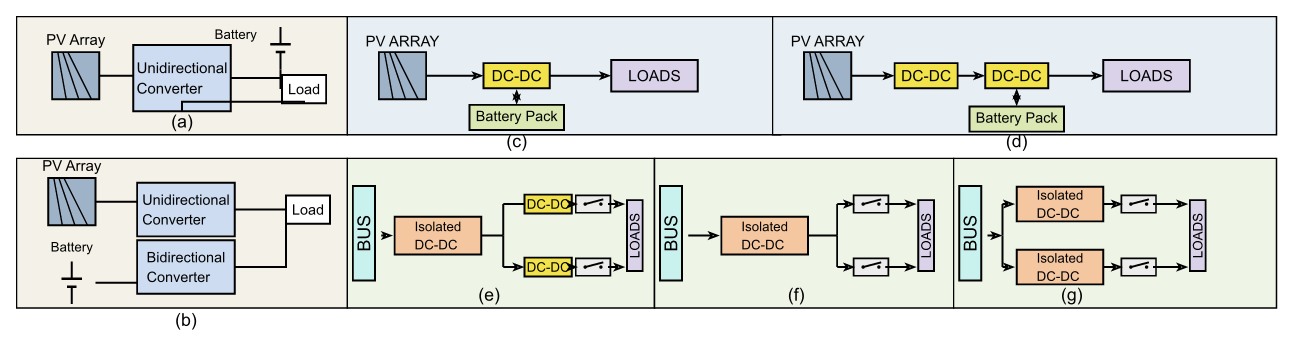 PV Array
Battery
Unidirectional
Converter
Load
(a)
PV ARRAY
DC-DC
LOADS
Battery Pack
(c)
PV ARRAY
DC-DC
DC-DC
LOADS
Battery Pack
(d)
PV Array
Unidirectional
Converter
Load
Battery
Bidirectional
Converter
(b)
BUS
Isolated
DC-DC
DC-DC
DC-DC
LOADS
(e)
BUS
Isolated
DC-DC
LOADS
(f)
BUS
Isolated
DC-DC
Isolated
DC-DC
LOADS
(g)